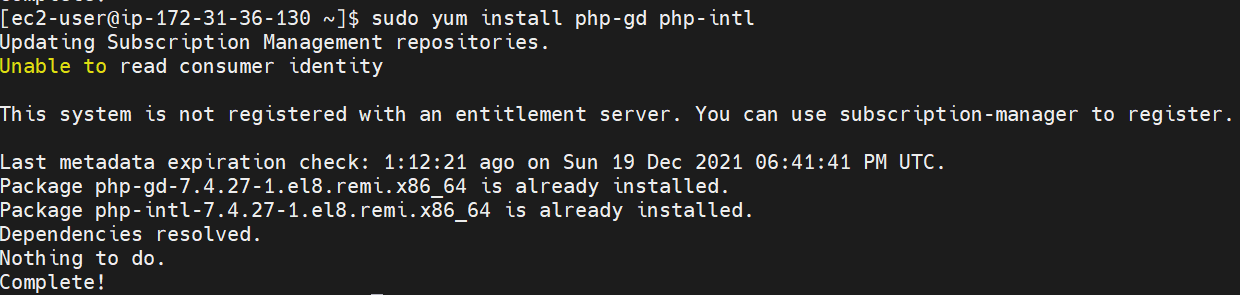 [ec2-user@ip-172-31-36-130 ~]$ sudo yum install php-gd php-intl
Updating Subscription Management repositories.
Unable to read consumer identity
This system is not registered with an entitlement server. You can use subscription-manager to register.
Last metadata expiration check: 1:12:21 ago on Sun 19 Dec 2021 06:41:41 PM UTC.
Package php-gd-7.4.27-1.el8.remi.x86_64 is already installed.
Package php-intl-7.4.27-1.el8.remi.x86_64 is already installed.
Dependencies resolved.
Nothing to do.
Complete!